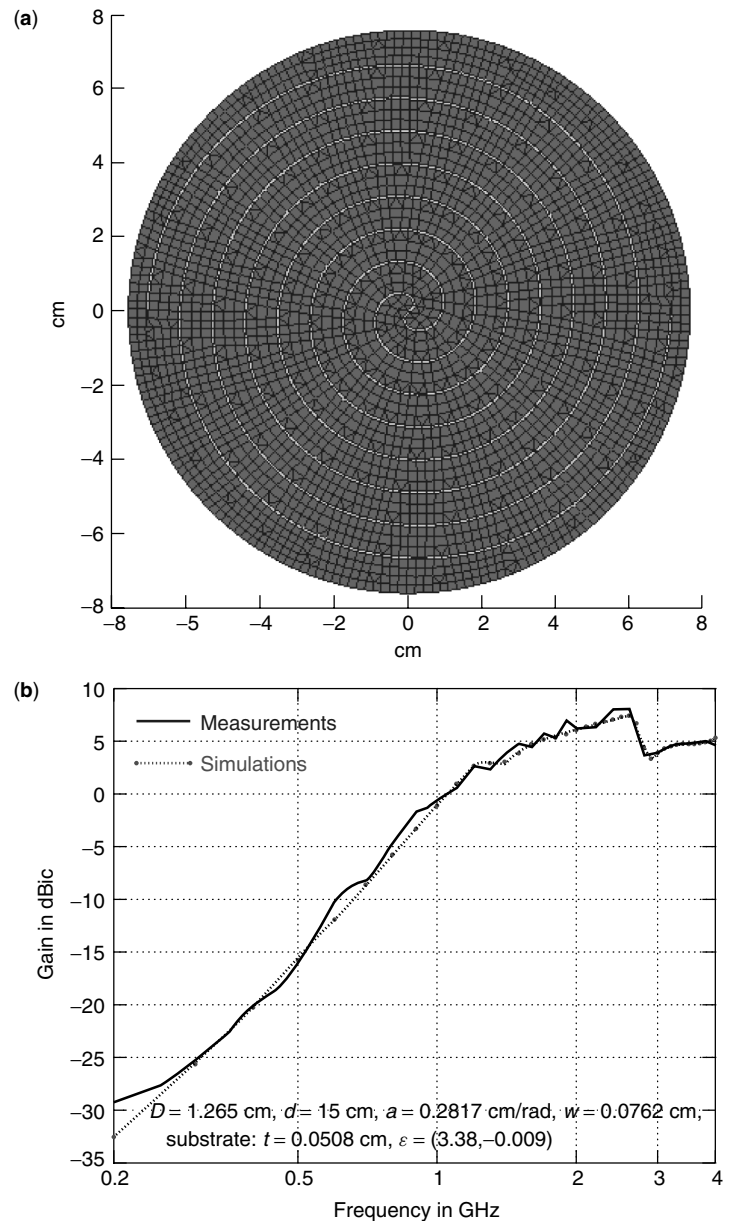 (a)
8
6
4
2
0
−2
−4
−6
−8
cm
−8 −6 −4 −2 0 2 4 6 8
cm
(b)
10
5
0
−5
−10
−15
−20
−25
−30
−35
Gain in dBic
Measurements
Simulations
D = 1.265 cm, d = 15 cm, a = 0.2817 cm/rad, w = 0.0762 cm,
substrate: t = 0.0508 cm, ε = (3.38,−0.009)
0.2 0.5 1 2 3 4
Frequency in GHz